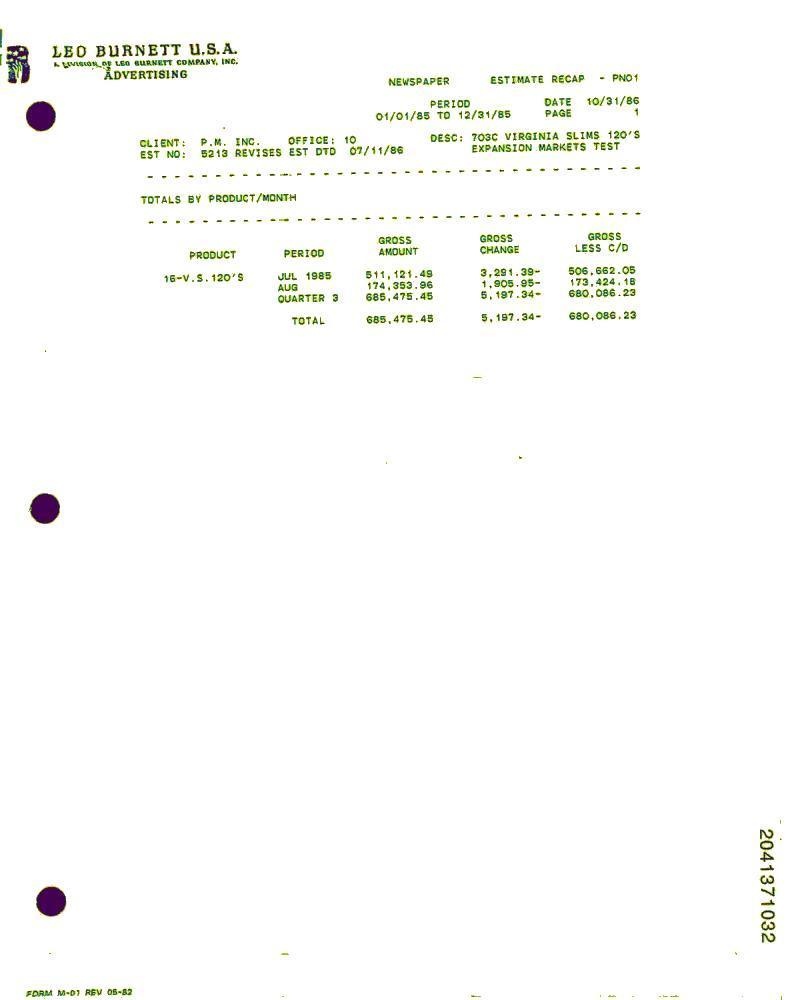 LEO BURNETT U.S.A.
A DIVISION OF LEO BURNETT COMPANY, INC.
ADVERTISING
NEWSPAPER ESTIMATE RECAP - PN01
PERIOD DATE 10/31/86
01/01/85 TO 12/31/85 PAGE 1
CLIENT: P.M. INC. OFFICE: 10 DESC: 703C VIRGINIA SLIMS 120'S
EST NO: 5213 REVISES EST DTD 07/11/86 EXPANSION MARKETS TEST
TOTALS BY PRODUCT/MONTH
GROSS GROSS GROSS
PRODUCT PERIOD AMOUNT CHANGE LESS C/D
16-V.S.120'S JUL 1985 511,121.49 3,291.39- 506,662.05
AUG 174,353.96 1,905.95- 173,424.18
QUARTER 3 685,475.45 5,197.34- 680,086.23
TOTAL 685,475.45 5,197.34- 680,086.23
2041371032
FORM M-01 REV 05-82